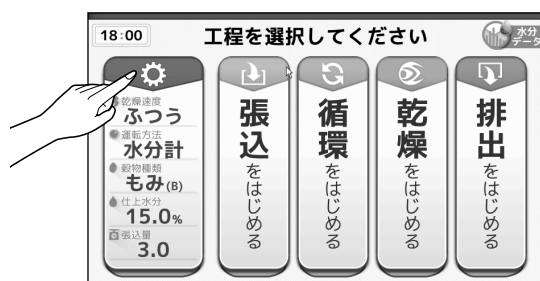 18:00
工程を選択してください
水分
データ
乾燥速度
ふつう
運転方法
水分計
穀物種類
もみ(B)
仕上水分
15.0%
張込量
3.0
張込をはじめる
循環をはじめる
乾燥をはじめる
排出をはじめる